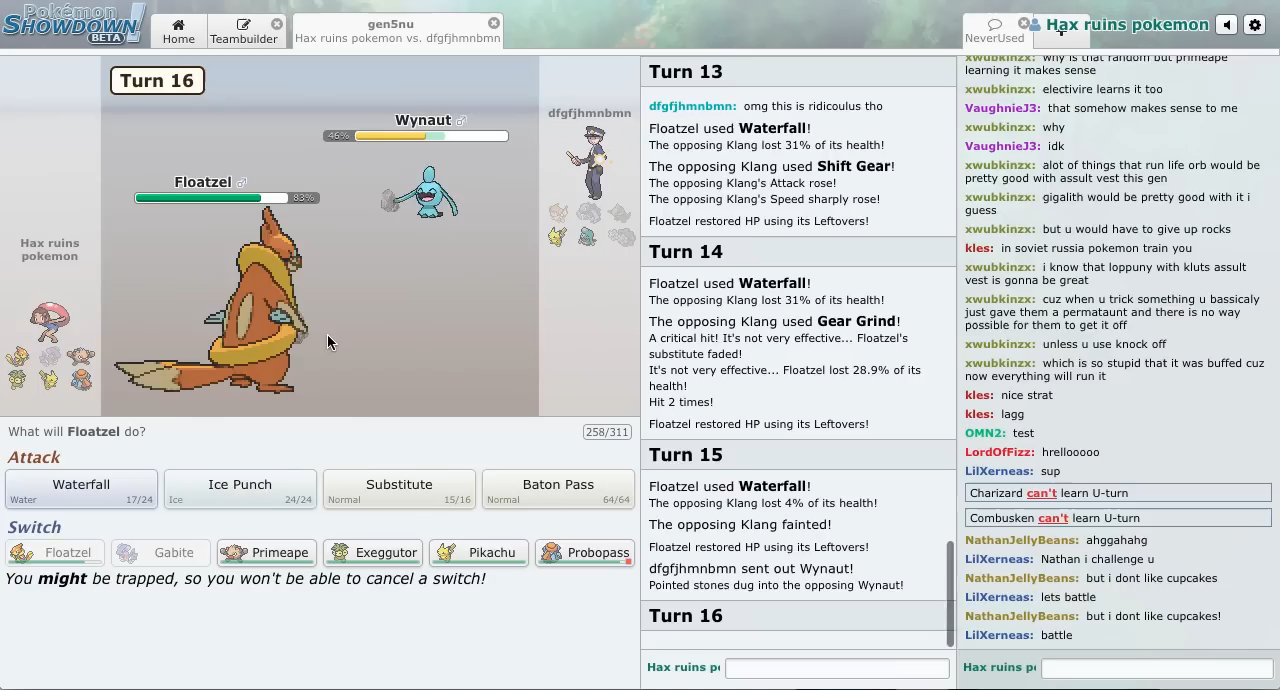 Pokémon
SHOWDOWN!
BETA
Home
Teambuilder
gen5nu
Hax ruins pokemon vs. dfgfjhmnbmn
NeverUsed
Hax ruins pokemon
Turn 16
Wynaut ♂
46%
Floatzel ♂
83%
Hax ruins
pokemon
dfgfjhmnbmn
What will Floatzel do?
258/311
Attack
Waterfall
Water 17/24
Ice Punch
Ice 24/24
Substitute
Normal 15/16
Baton Pass
Normal 64/64
Switch
Floatzel
Gabite
Primeape
Exeggutor
Pikachu
Probopass
You might be trapped, so you won't be able to cancel a switch!
Turn 13
dfgfjhmnbmn: omg this is ridiculus tho
Floatzel used Waterfall!
The opposing Klang lost 31% of its health!
The opposing Klang used Shift Gear!
The opposing Klang's Attack rose!
The opposing Klang's Speed sharply rose!
Floatzel restored HP using its Leftovers!
Turn 14
Floatzel used Waterfall!
The opposing Klang lost 31% of its health!
The opposing Klang used Gear Grind!
A critical hit! It's not very effective... Floatzel's
substitute faded!
It's not very effective... Floatzel lost 28.9% of its
health!
Hit 2 times!
Floatzel restored HP using its Leftovers!
Turn 15
Floatzel used Waterfall!
The opposing Klang lost 4% of its health!
The opposing Klang fainted!
Floatzel restored HP using its Leftovers!
dfgfjhmnbmn sent out Wynaut!
Pointed stones dug into the opposing Wynaut!
Turn 16
Hax ruins p
xwubkinzx: why is that random but primeape
learning it makes sense
xwubkinzx: electivire learns it too
VaughnieJ3: that somehow makes sense to me
xwubkinzx: why
VaughnieJ3: idk
xwubkinzx: alot of things that run life orb would be
pretty good with assult vest this gen
xwubkinzx: gigalith would be pretty good with it i
guess
xwubkinzx: but u would have to give up rocks
kles: in soviet russia pokemon train you
xwubkinzx: i know that loppuny with kluts assult
vest is gonna be great
xwubkinzx: cuz when u trick something u bassicaly
just gave them a permataunt and there is no way
possible for them to get it off
xwubkinzx: unless u use knock off
xwubkinzx: which is so stupid that it was buffed cuz
now everything will run it
kles: nice strat
kles: lagg
OMN2: test
LordOfFizz: hrellooooo
LilXerneas: sup
Charizard can't learn U-turn
Combusken can't learn U-turn
NathanJellyBeans: ahggahahg
LilXerneas: Nathan i challenge u
NathanJellyBeans: but i dont like cupcakes
LilXerneas: lets battle
NathanJellyBeans: but i dont like cupcakes!
LilXerneas: battle
Hax ruins p